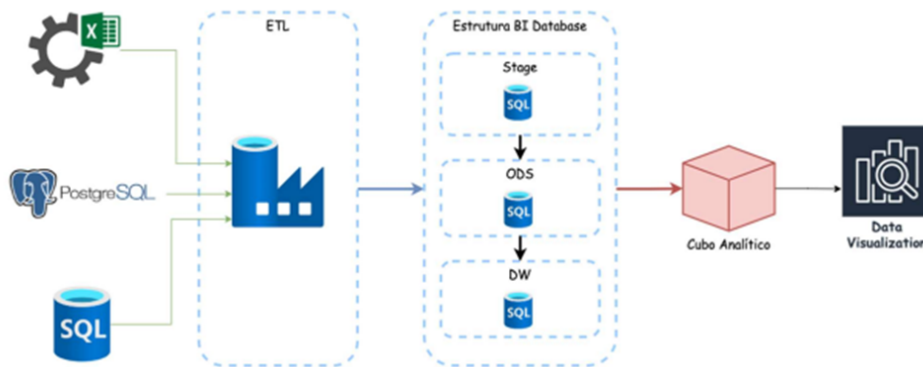 ETL
Estrutura BI Database
X
Stage
SQL
PostgreSQL
ODS
SQL
Cubo Analítico
Data
Visualization
DW
SQL
SQL